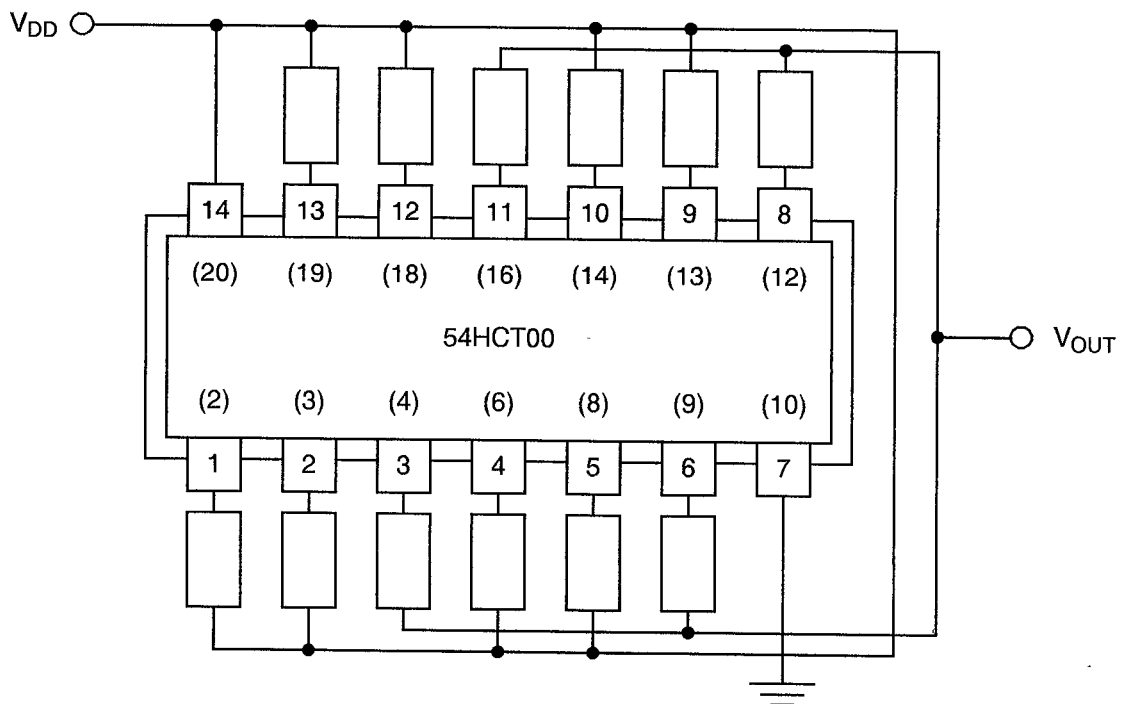 VDD
14 13 12 11 10 9 8
(20) (19) (18) (16) (14) (13) (12)
54HCT00
VOUT
(2) (3) (4) (6) (8) (9) (10)
1 2 3 4 5 6 7